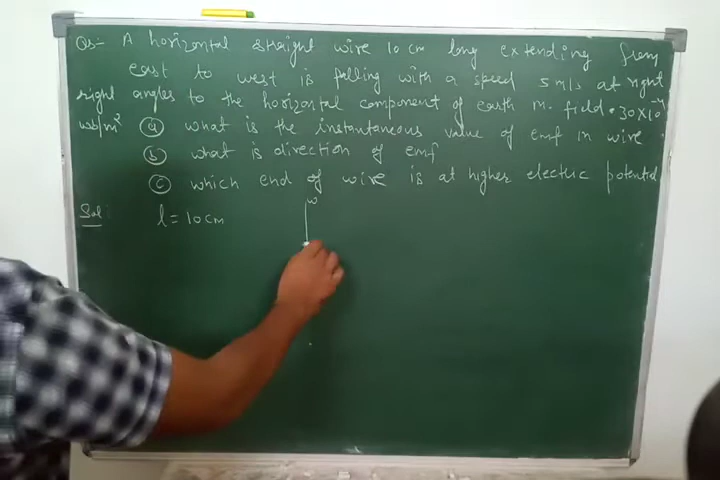 Qs:- A horizontal straight wire 10 cm long extending from
east to west is falling with a speed 5 m/s at right
right angles to the horizontal component of earth m. field. 30×10⁻⁴
wb/m² (a) what is the instantaneous value of emf in wire.
(b) what is direction of emf
(c) which end of wire is at higher electric potential
Sol: l = 10 cm
w